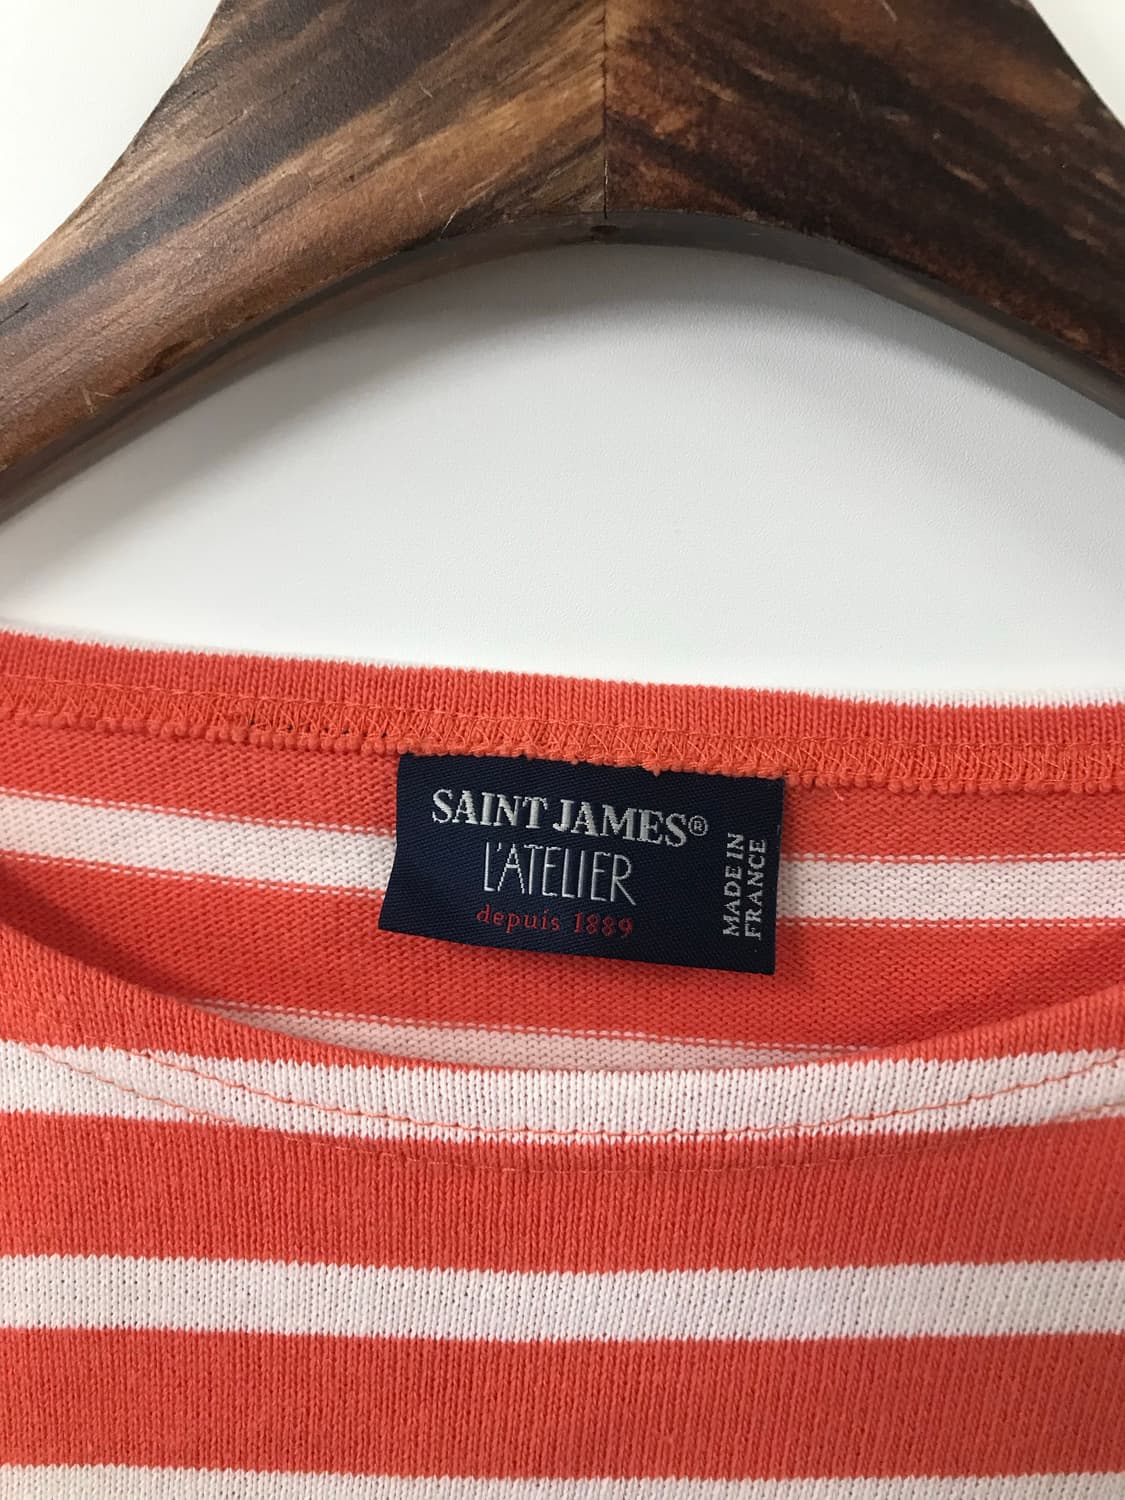 SAINT JAMES®
L'ATELIER
depuis 1889
MADE IN
FRANCE